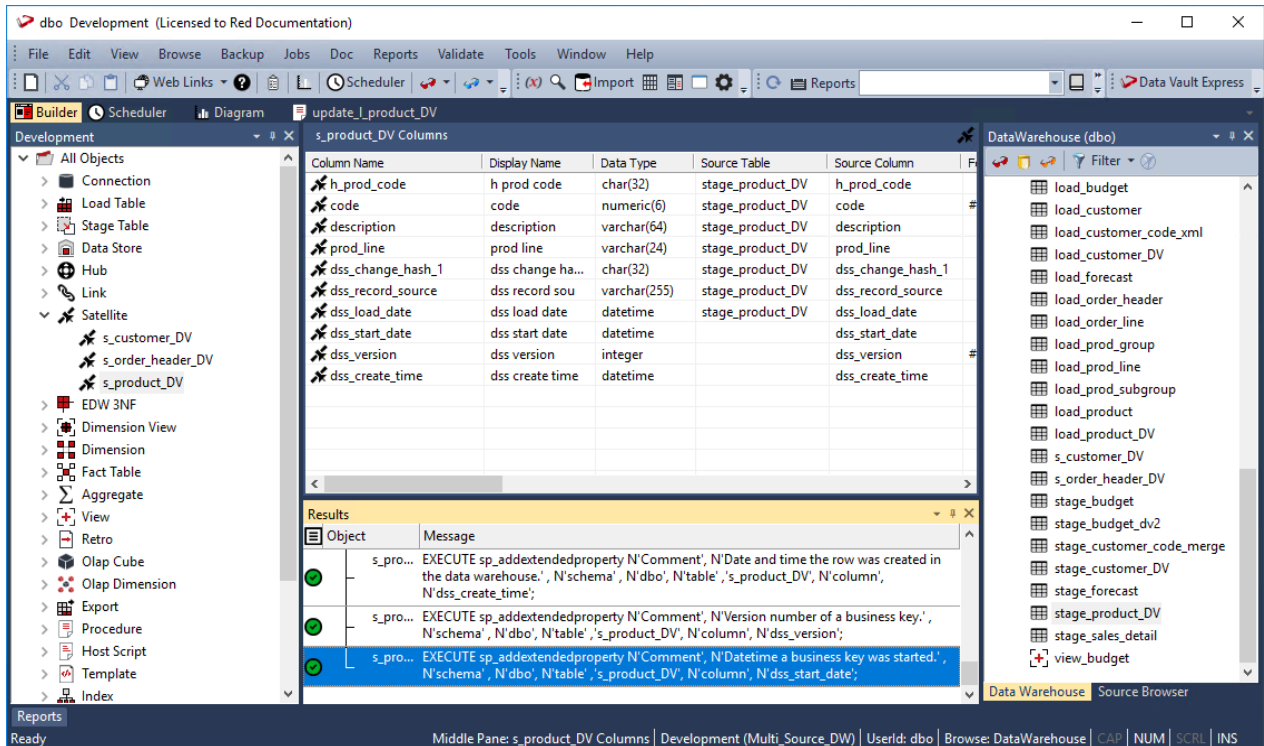 dbo Development (Licensed to Red Documentation)
File Edit View Browse Backup Jobs Doc Reports Validate Tools Window Help
Web Links Scheduler (x) Import Reports Data Vault Express
Builder Scheduler Diagram update_l_product_DV
Development
All Objects
Connection
Load Table
Stage Table
Data Store
Hub
Link
Satellite
s_customer_DV
s_order_header_DV
s_product_DV
EDW 3NF
Dimension View
Dimension
Fact Table
Aggregate
View
Retro
Olap Cube
Olap Dimension
Export
Procedure
Host Script
Template
Index
s_product_DV Columns
Column Name Display Name Data Type Source Table Source Column
h_prod_code h prod code char(32) stage_product_DV h_prod_code
code code numeric(6) stage_product_DV code #
description description varchar(64) stage_product_DV description
prod_line prod line varchar(24) stage_product_DV prod_line
dss_change_hash_1 dss change ha... char(32) stage_product_DV dss_change_hash_1
dss_record_source dss record sou varchar(255) stage_product_DV dss_record_source
dss_load_date dss load date datetime stage_product_DV dss_load_date
dss_start_date dss start date datetime dss_start_date
dss_version dss version integer dss_version #
dss_create_time dss create time datetime dss_create_time
Results
Object Message
s_pro... EXECUTE sp_addextendedproperty N'Comment', N'Date and time the row was created in
the data warehouse.' , N'schema' , N'dbo', N'table' ,'s_product_DV', N'column',
N'dss_create_time';
s_pro... EXECUTE sp_addextendedproperty N'Comment', N'Version number of a business key.' ,
N'schema' , N'dbo', N'table' ,'s_product_DV', N'column', N'dss_version';
s_pro... EXECUTE sp_addextendedproperty N'Comment', N'Datetime a business key was started.' ,
N'schema' , N'dbo', N'table' ,'s_product_DV', N'column', N'dss_start_date';
DataWarehouse (dbo)
Filter
load_budget
load_customer
load_customer_code_xml
load_customer_DV
load_forecast
load_order_header
load_order_line
load_prod_group
load_prod_line
load_prod_subgroup
load_product
load_product_DV
s_customer_DV
s_order_header_DV
stage_budget
stage_budget_dv2
stage_customer_code_merge
stage_customer_DV
stage_forecast
stage_product_DV
stage_sales_detail
view_budget
Data Warehouse Source Browser
Reports
Ready Middle Pane: s_product_DV Columns Development (Multi_Source_DW) UserId: dbo Browse: DataWarehouse CAP NUM SCRL INS